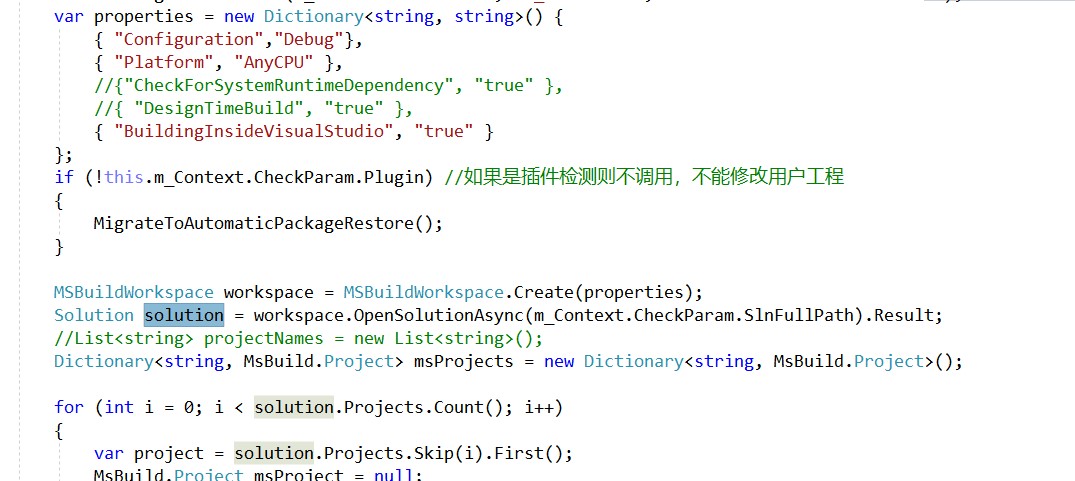 var properties = new Dictionary<string, string>() {
{ "Configuration","Debug"},
{ "Platform", "AnyCPU" },
//{"CheckForSystemRuntimeDependency", "true" },
//{ "DesignTimeBuild", "true" },
{ "BuildingInsideVisualStudio", "true" }
};
if (!this.m_Context.CheckParam.Plugin) //如果是插件检测则不调用，不能修改用户工程
{
MigrateToAutomaticPackageRestore();
}
MSBuildWorkspace workspace = MSBuildWorkspace.Create(properties);
Solution solution = workspace.OpenSolutionAsync(m_Context.CheckParam.SlnFullPath).Result;
//List<string> projectNames = new List<string>();
Dictionary<string, MsBuild.Project> msProjects = new Dictionary<string, MsBuild.Project>();
for (int i = 0; i < solution.Projects.Count(); i++)
{
var project = solution.Projects.Skip(i).First();
MsBuild.Project msProject = null;